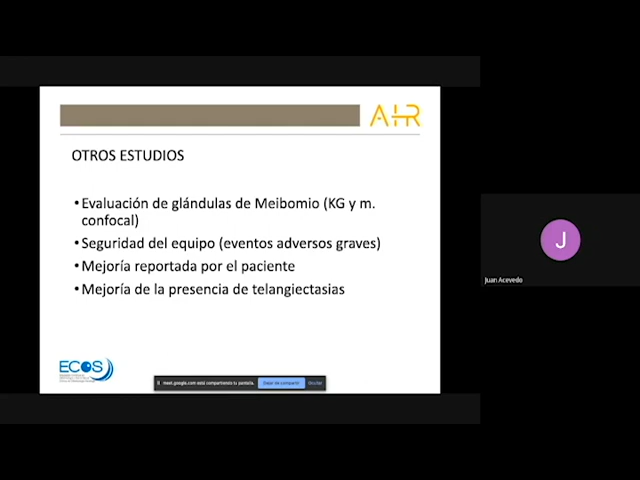 AHR
OTROS ESTUDIOS
• Evaluación de glándulas de Meibomio (KG y m.
confocal)
• Seguridad del equipo (eventos adversos graves)
• Mejoría reportada por el paciente
• Mejoría de la presencia de telangiectasias
J
Juan Acevedo
ECOS
meet.google.com está compartiendo tu pantalla.
Dejar de compartir
Ocultar